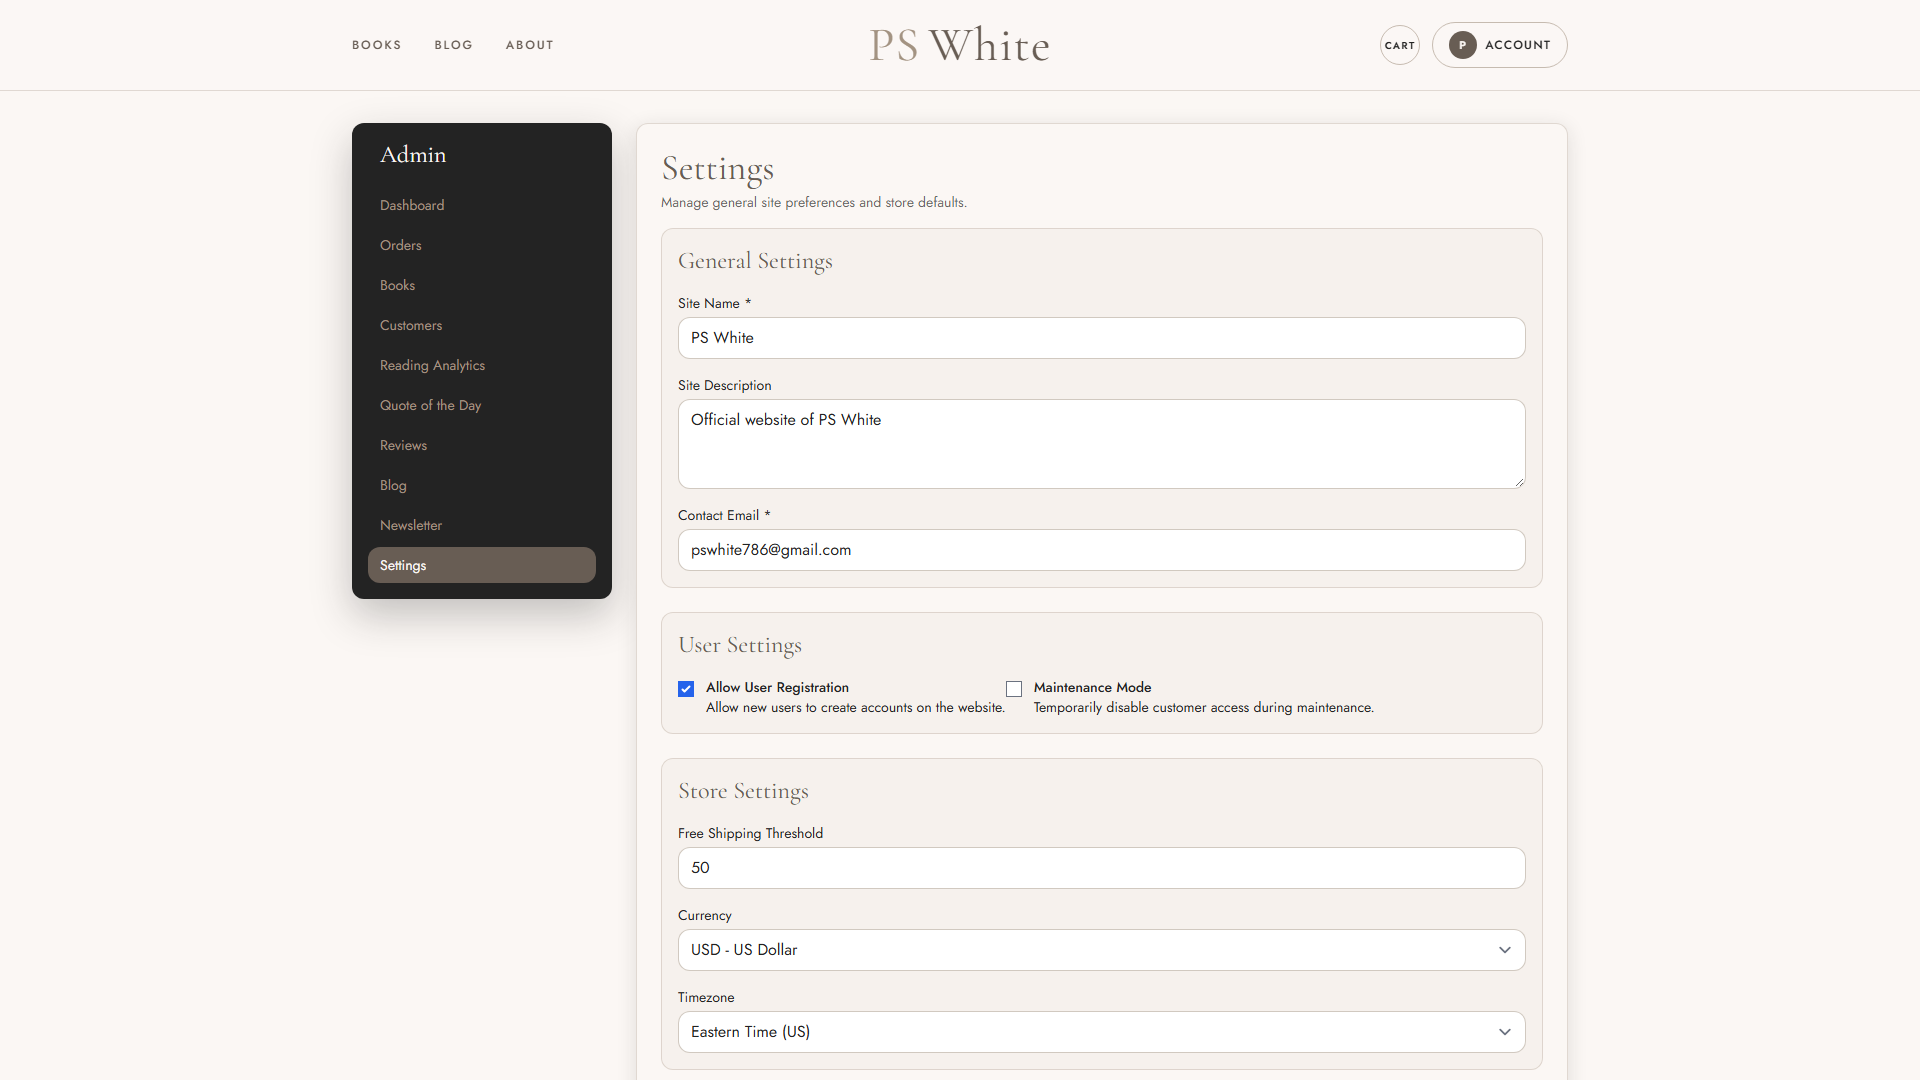 BOOKS
BLOG
ABOUT
PS White
CART
P
ACCOUNT
Admin
Dashboard
Orders
Books
Customers
Reading Analytics
Quote of the Day
Reviews
Blog
Newsletter
Settings
Settings
Manage general site preferences and store defaults.
General Settings
Site Name *
PS White
Site Description
Official website of PS White
Contact Email *
pswhite786@gmail.com
User Settings
Allow User Registration
Allow new users to create accounts on the website.
Maintenance Mode
Temporarily disable customer access during maintenance.
Store Settings
Free Shipping Threshold
50
Currency
USD - US Dollar
Timezone
Eastern Time (US)